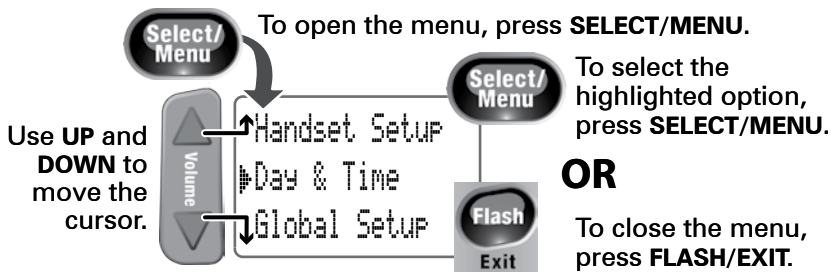 Select/
Menu
To open the menu, press SELECT/MENU.
Use UP and
DOWN to
move the
cursor.
Volume
Handset Setup
Day & Time
Global Setup
Select/
Menu
To select the
highlighted option,
press SELECT/MENU.
OR
Flash
Exit
To close the menu,
press FLASH/EXIT.